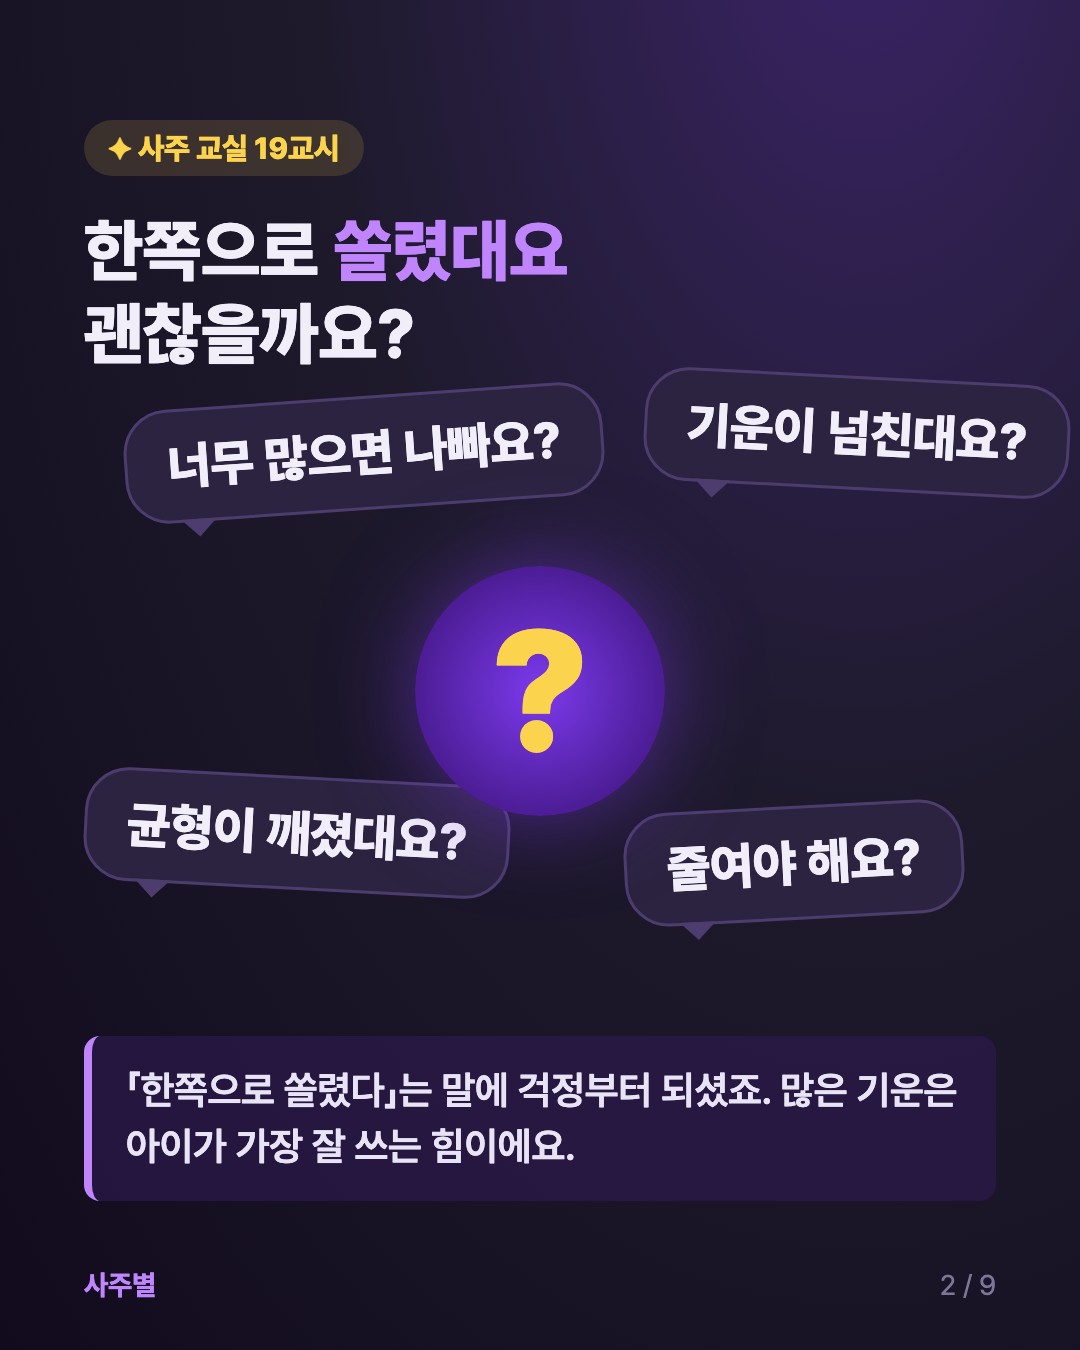 ✦ 사주 교실 19교시
한쪽으로 쏠렸대요
괜찮을까요?
너무 많으면 나빠요?
기운이 넘친대요?
?
균형이 깨졌대요?
줄여야 해요?
「한쪽으로 쏠렸다」는 말에 걱정부터 되셨죠. 많은 기운은
아이가 가장 잘 쓰는 힘이에요.
사주별
2 / 9